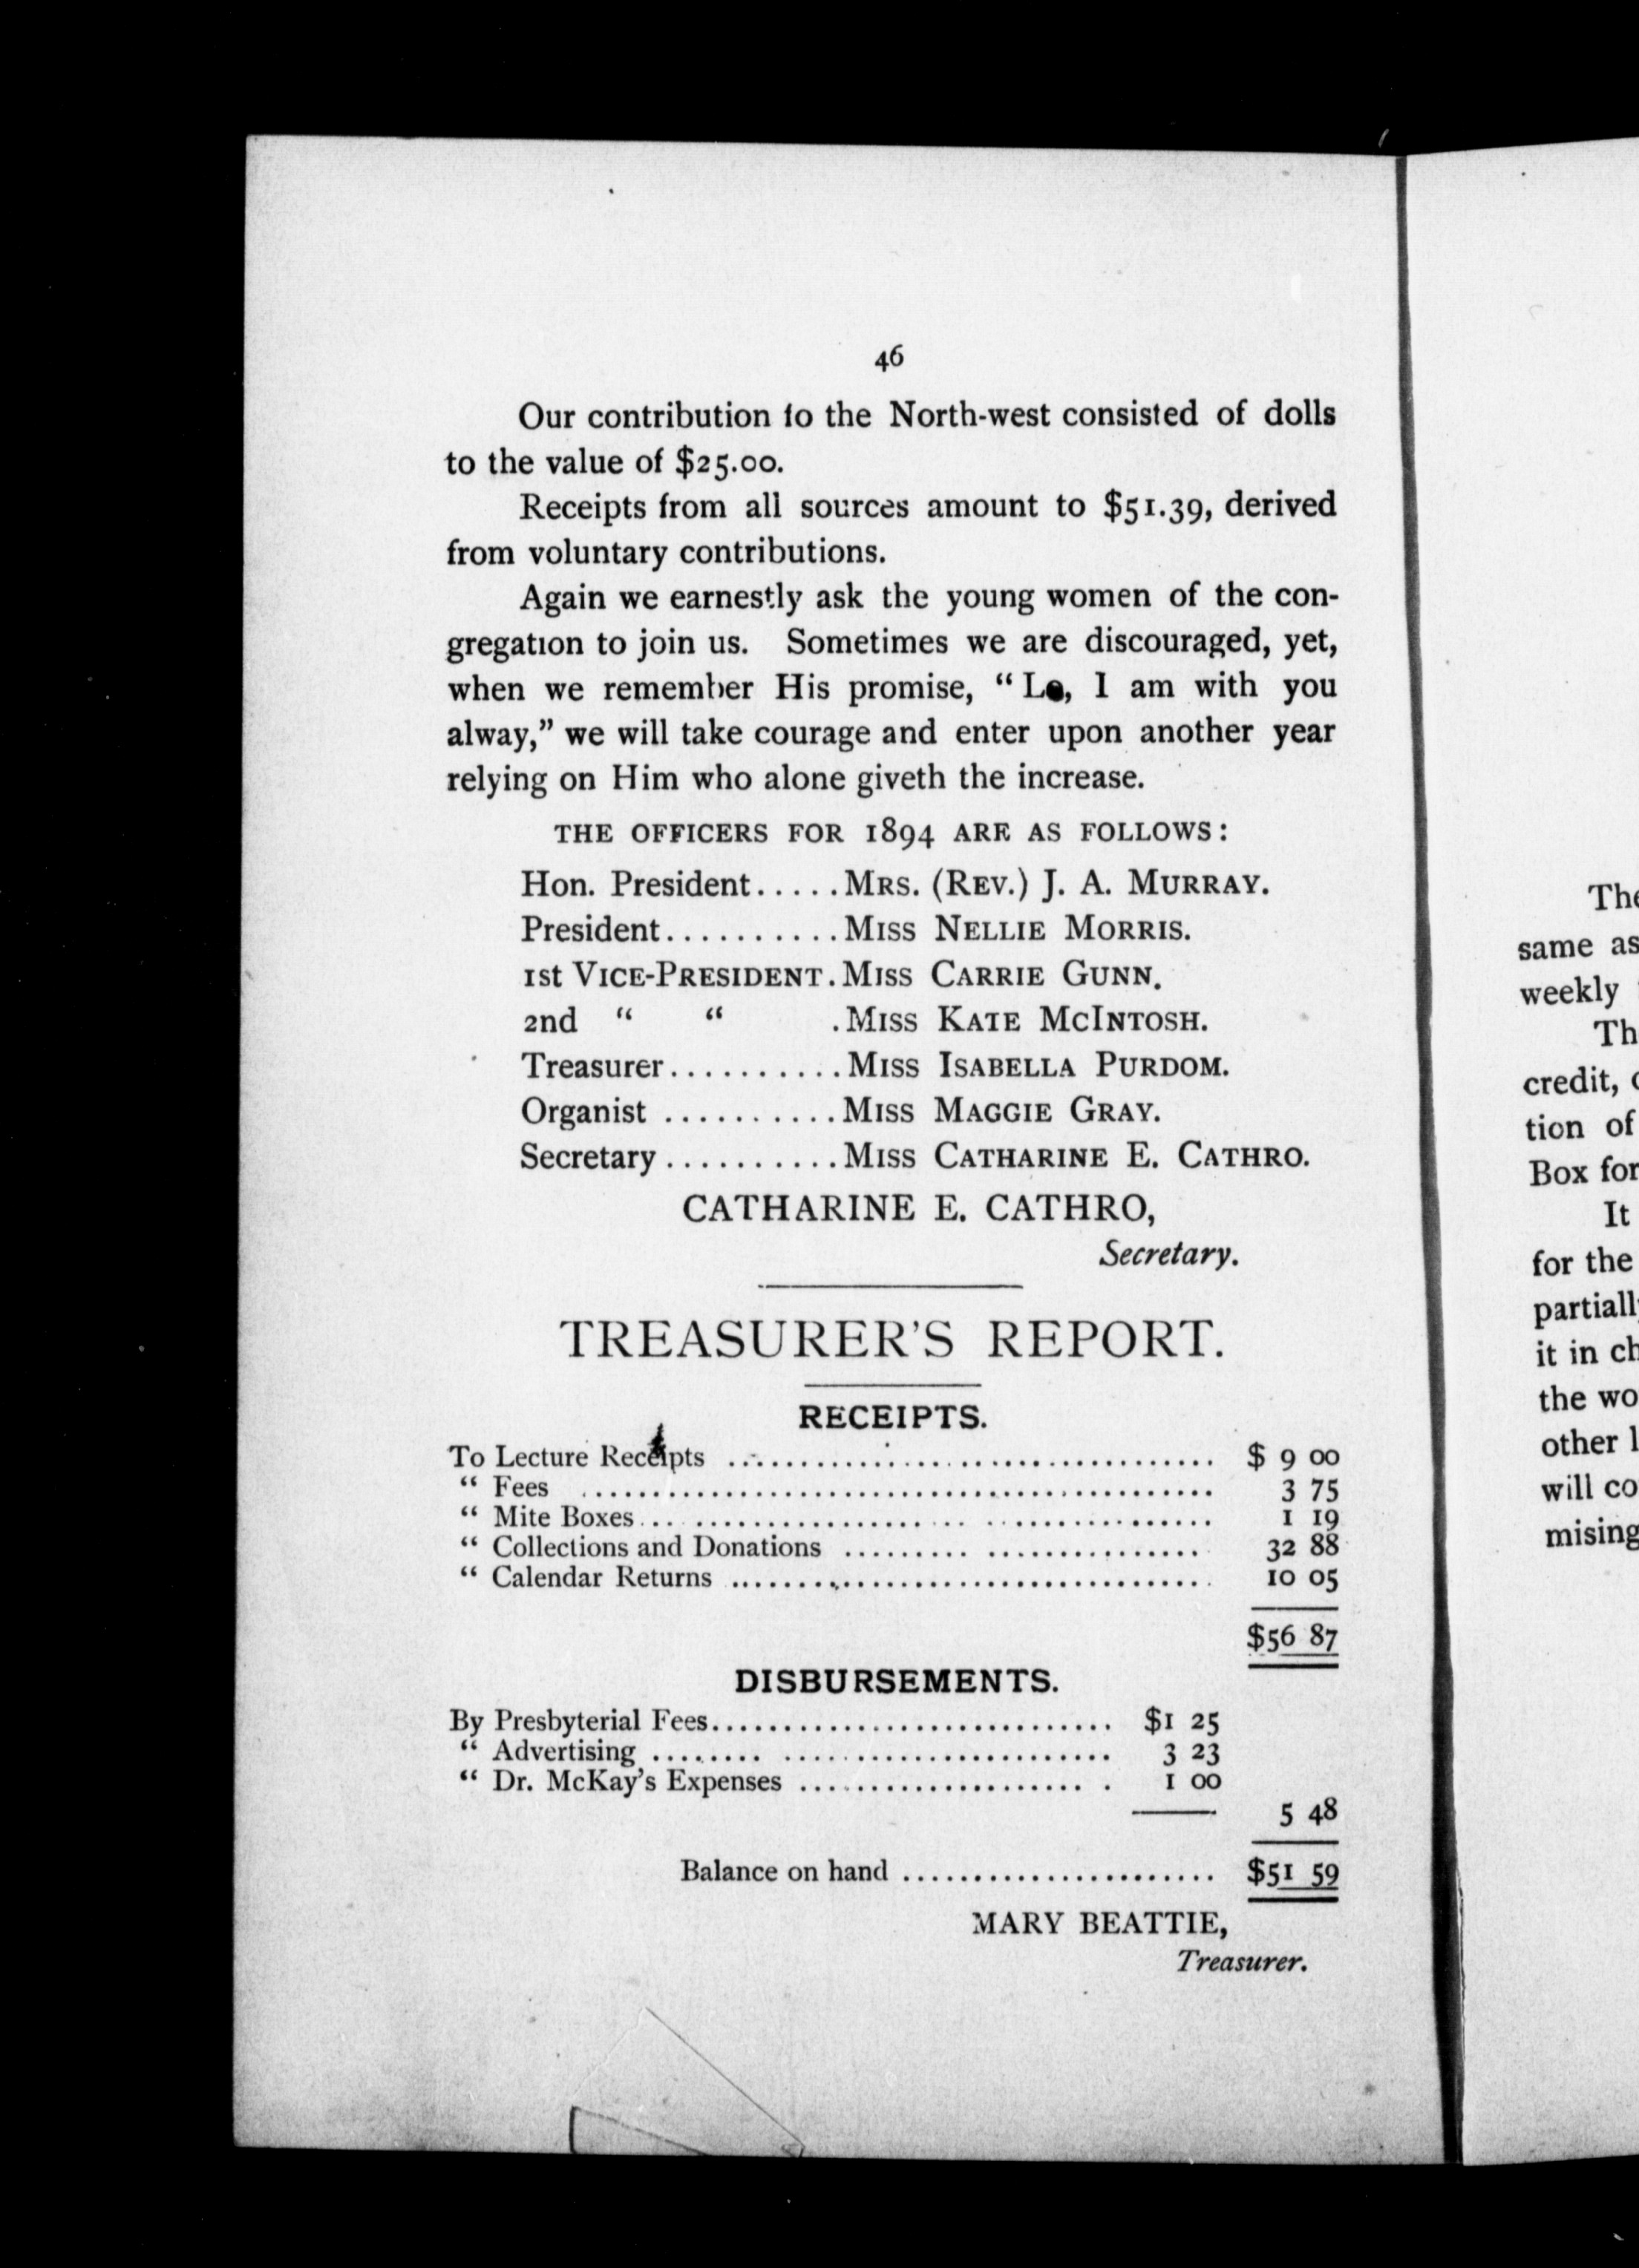 46
Our contribution to the North-west consisted of dolls
to the value of $25.00.
Receipts from all sources amount to $51.39, derived
from voluntary contributions.
Again we earnestly ask the young women of the con-
gregation to join us. Sometimes we are discouraged, yet,
when we remember His promise, “ Lo, I am with you
alway,” we will take courage and enter upon another year
relying on Him who alone giveth the increase.
THE OFFICERS FOR 1894 ARE AS FOLLOWS:
Hon. President.....MRS. (REV.) J. A. MURRAY.
President..........MISS NELLIE MORRIS.
1st VICE-PRESIDENT.MISS CARRIE GUNN.
2nd “ “ .MISS KATE MCINTOSH.
Treasurer..........MISS ISABELLA PURDOM.
Organist ..........MISS MAGGIE GRAY.
Secretary..........MISS CATHARINE E. CATHRO.
CATHARINE E. CATHRO,
Secretary.
TREASURER'S REPORT.
RECEIPTS.
To Lecture Receipts .................................. $ 9 00
“ Fees ............................................ 3 75
“ Mite Boxes....................................... 1 19
“ Collections and Donations ........................ 32 88
“ Calendar Returns ................................. 10 05
$56 87
DISBURSEMENTS.
By Presbyterial Fees............................ $1 25
“ Advertising ................................ 3 23
“ Dr. McKay's Expenses ...................... 1 00
5 48
Balance on hand ...................... $51 59
MARY BEATTIE,
Treasurer.
The
same as
weekly
Th
credit,
tion of
Box for
It
for the
partially
it in ch
the wo
other l
will co
mising